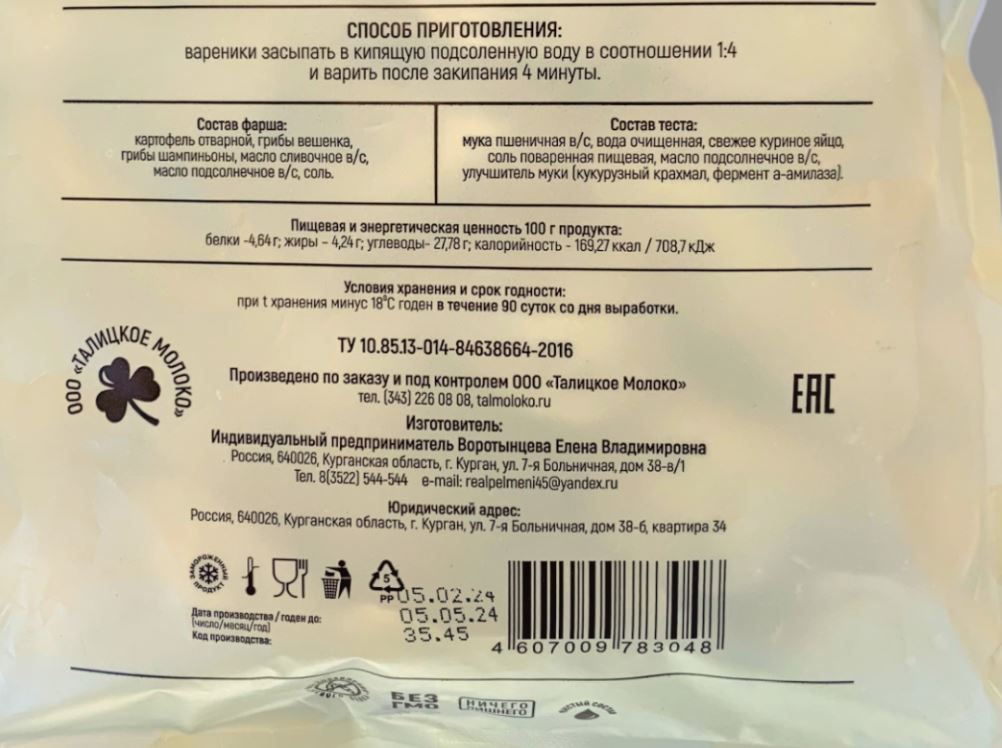 СПОСОБ ПРИГОТОВЛЕНИЯ:
вареники засыпать в кипящую подсоленную воду в соотношении 1:4
и варить после закипания 4 минуты.
Состав фарша:
картофель отварной, грибы вешенка,
грибы шампиньоны, масло сливочное в/с,
масло подсолнечное в/с, соль.
Состав теста:
мука пшеничная в/с, вода очищенная, свежее куриное яйцо,
соль поваренная пищевая, масло подсолнечное в/с,
улучшитель муки (кукурузный крахмал, фермент а-амилаза).
Пищевая и энергетическая ценность 100 г продукта:
белки -4,64 г; жиры – 4,24 г; углеводы- 27,78 г; калорийность - 169,27 ккал / 708,7 кДж
Условия хранения и срок годности:
при t хранения минус 18°C годен в течение 90 суток со дня выработки.
ООО «ТАЛИЦКОЕ МОЛОКО»
ТУ 10.85.13-014-84638664-2016
Произведено по заказу и под контролем ООО «Талицкое Молоко»
тел. (343) 226 08 08, talmoloko.ru
EAC
Изготовитель:
Индивидуальный предприниматель Воротынцева Елена Владимировна
Россия, 640026, Курганская область, г. Курган, ул. 7-я Больничная, дом 38-в/1
Тел. 8(3522) 544-544 e-mail: realpelmeni45@yandex.ru
Юридический адрес:
Россия, 640026, Курганская область, г. Курган, ул. 7-я Больничная, дом 38-б, квартира 34
ЗАМОРОЖЕННЫЙ ПРОДУКТ
5
PP
05.02.24
05.05.24
35.45
Дата производства / годен до:
(число/месяц/год)
Код производства:
4 607009 783048
БЕЗ
ГМО
НИЧЕГО
ЛИШНЕГО
ЧИСТЫЙ СОСТАВ